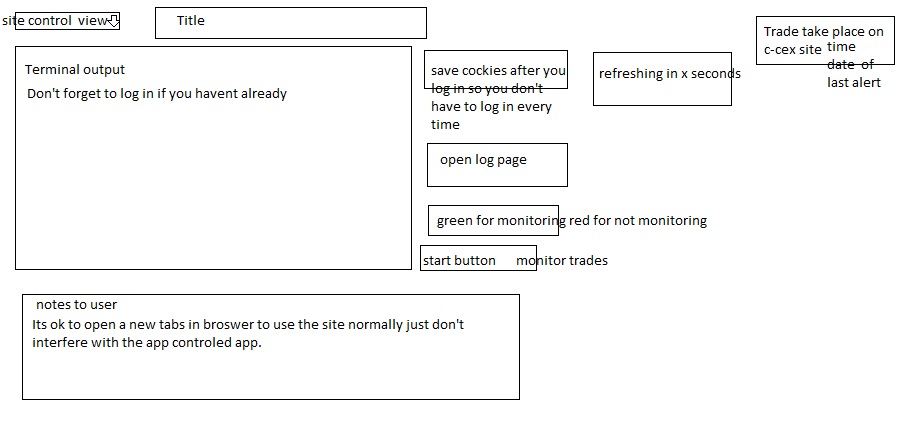 site control view
Title
Terminal output
Don't forget to log in if you havent already
save cockies after you
log in so you don't
have to log in every
time
refreshing in x seconds
Trade take place on
c-cex site
time
date of
last alert
open log page
green for monitoring red for not monitoring
start button
monitor trades
notes to user
Its ok to open a new tabs in broswer to use the site normally just don't
interfere with the app controled app.